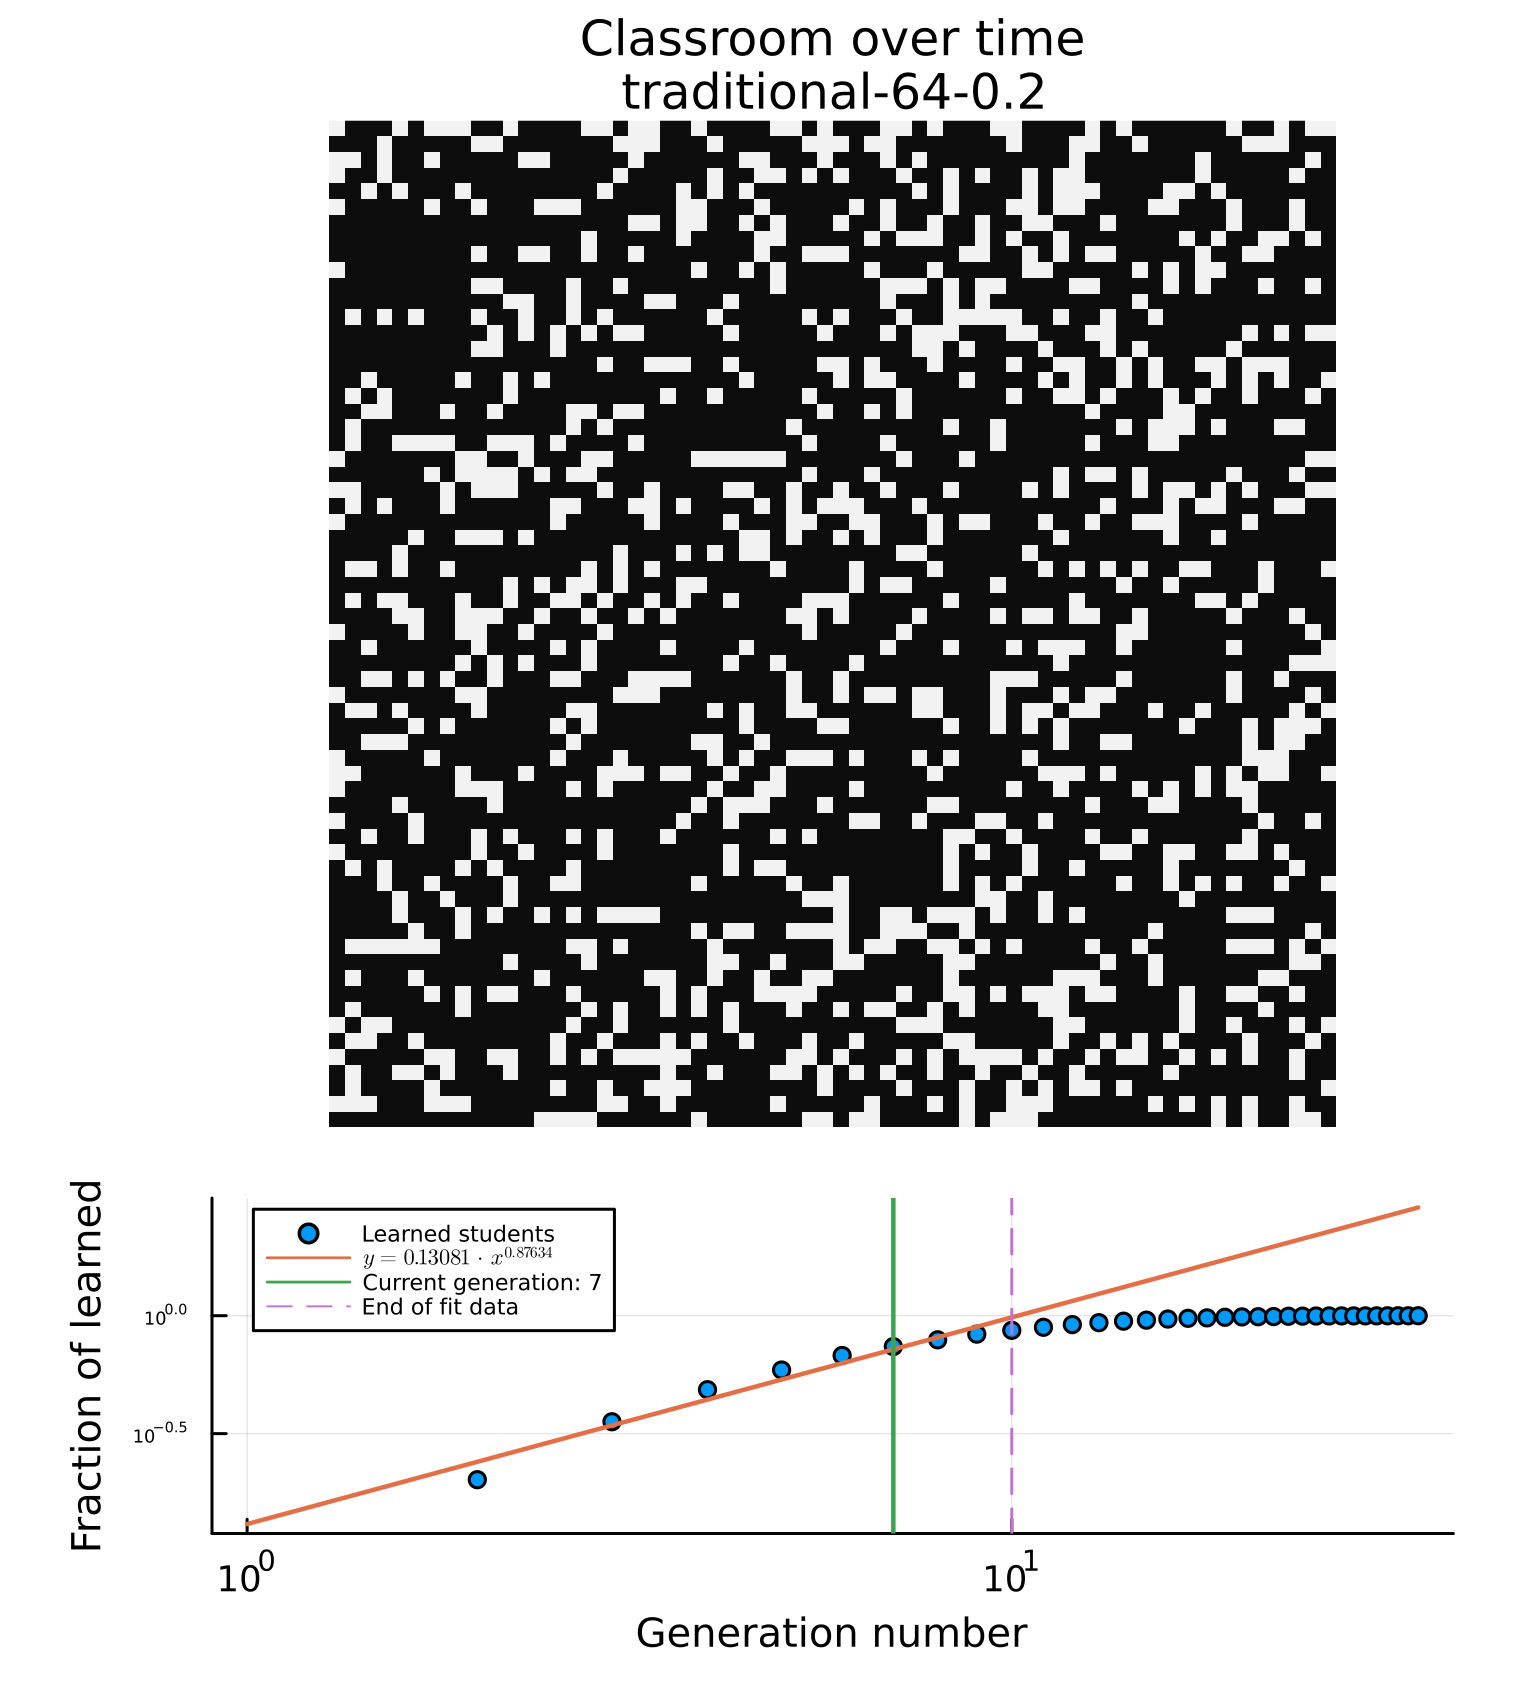 Classroom over time
traditional-64-0.2
Fraction of learned
Learned students
y = 0.13081 · x^0.87634
Current generation: 7
End of fit data
10^0.0
10^−0.5
10^0
10^1
Generation number